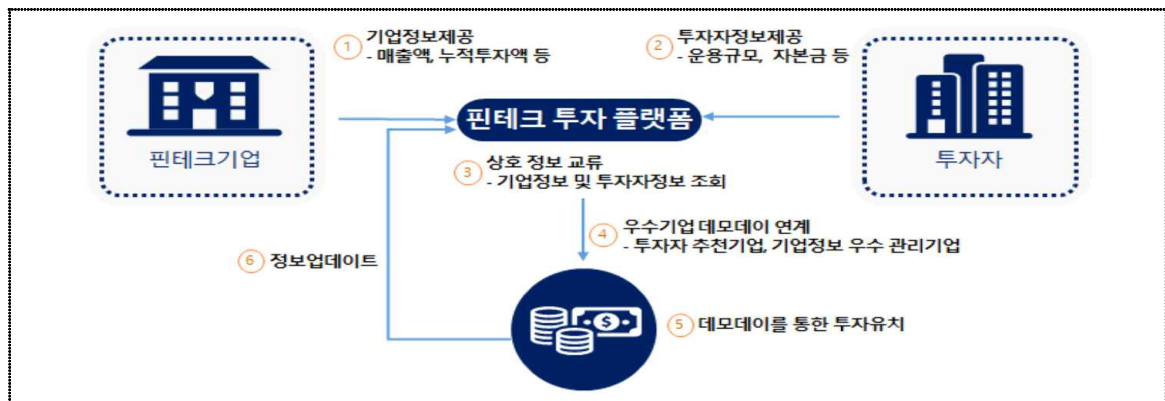 ① 기업정보제공
- 매출액, 누적투자액 등
② 투자자정보제공
- 운용규모, 자본금 등
핀테크기업
핀테크 투자 플랫폼
투자자
③ 상호 정보 교류
- 기업정보 및 투자자정보 조회
④ 우수기업 데모데이 연계
- 투자자 추천기업, 기업정보 우수 관리기업
⑥ 정보업데이트
$
⑤ 데모데이를 통한 투자유치